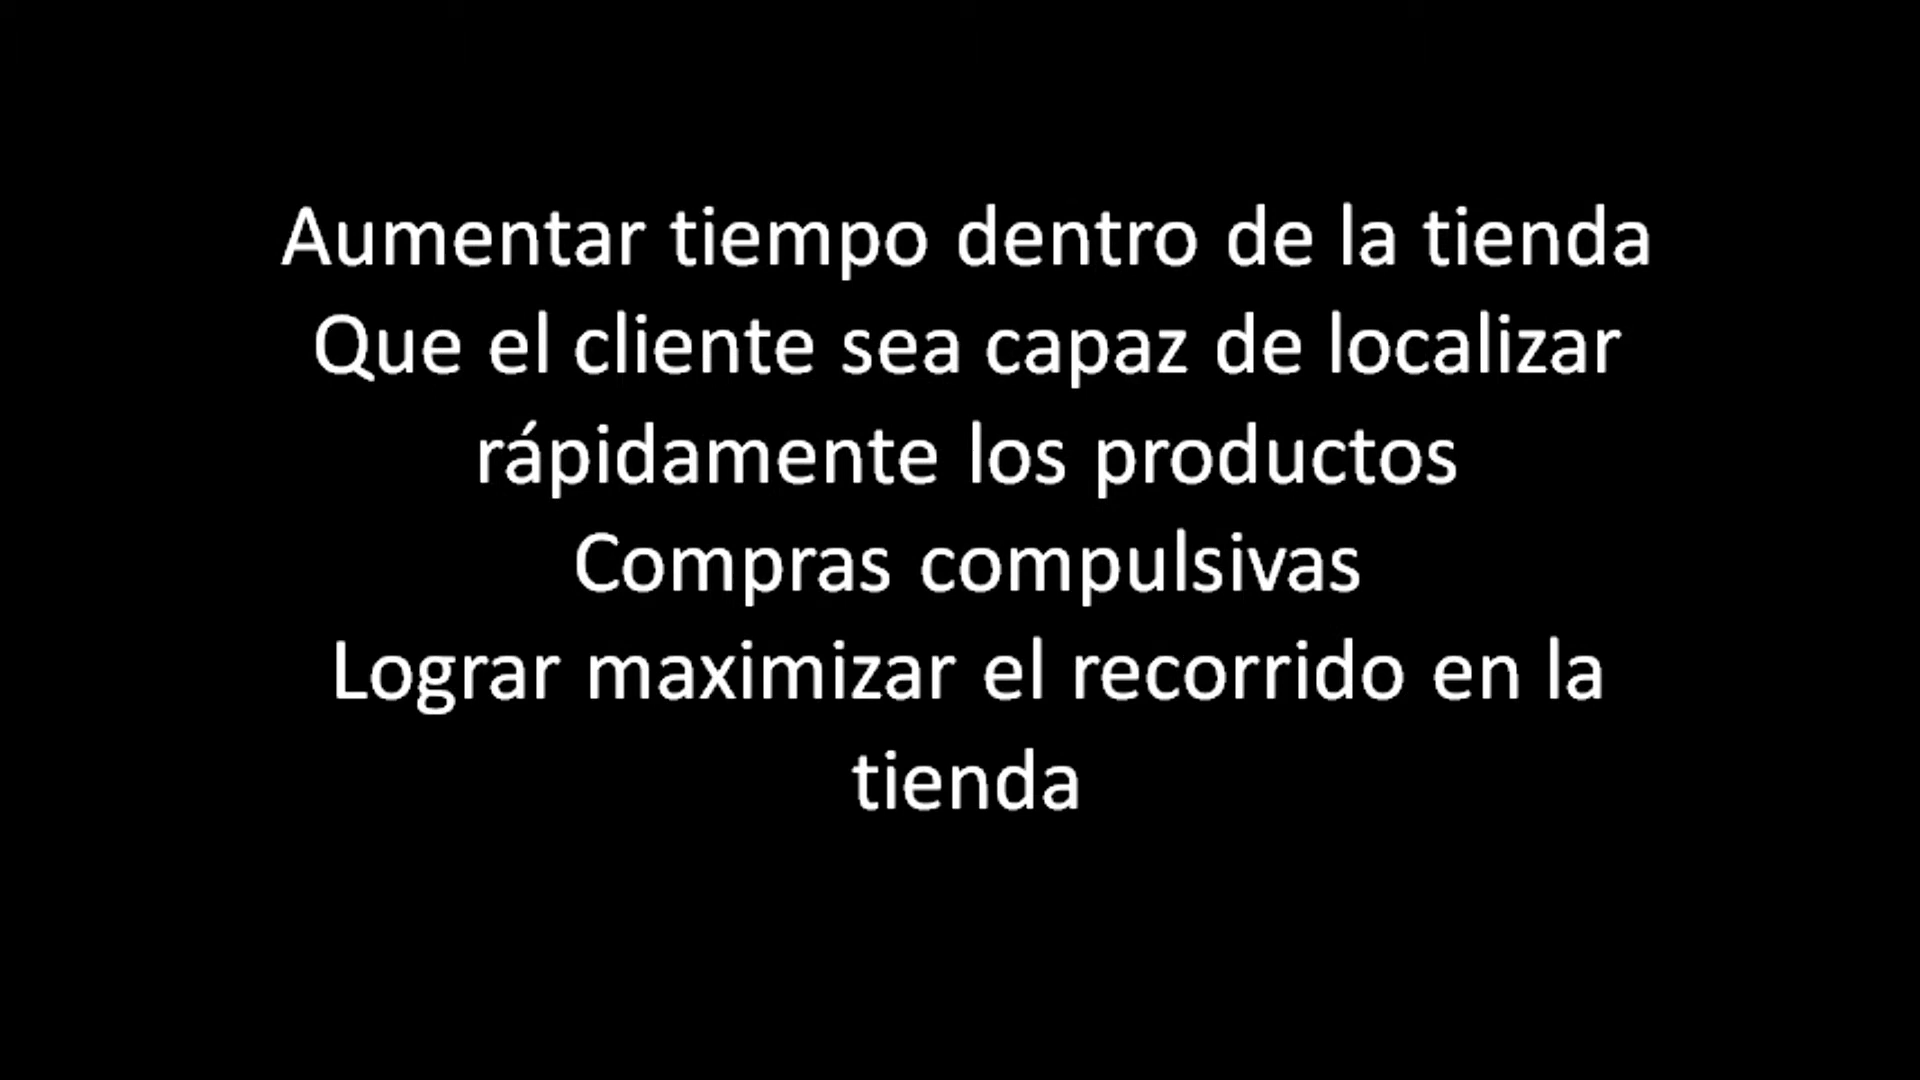 Aumentar tiempo dentro de la tienda
Que el cliente sea capaz de localizar
rápidamente los productos
Compras compulsivas
Lograr maximizar el recorrido en la
tienda